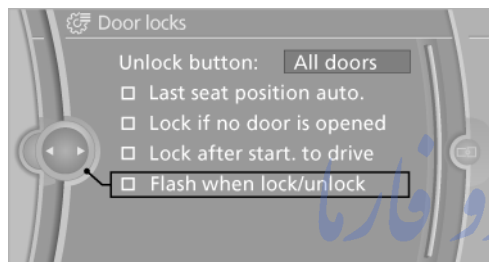 Door locks
Unlock button: All doors
Last seat position auto.
Lock if no door is opened
Lock after start. to drive
Flash when lock/unlock